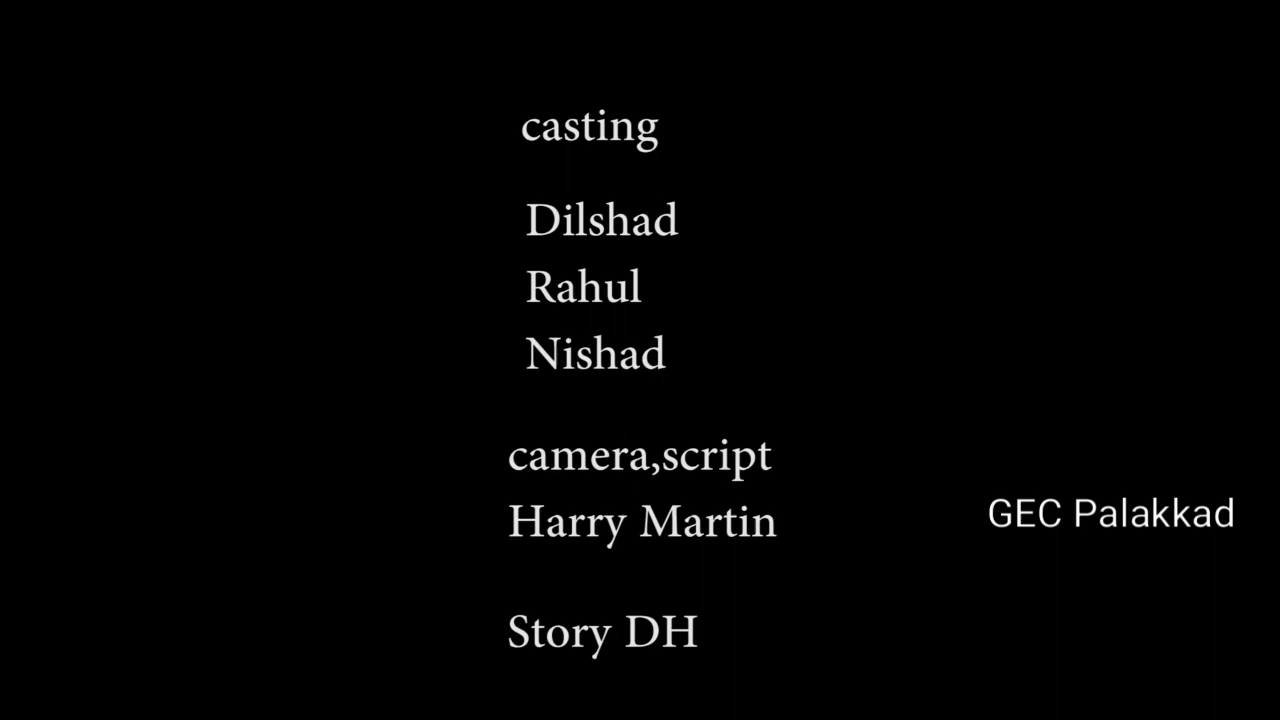 casting
Dilshad
Rahul
Nishad
camera,script
Harry Martin
GEC Palakkad
Story DH